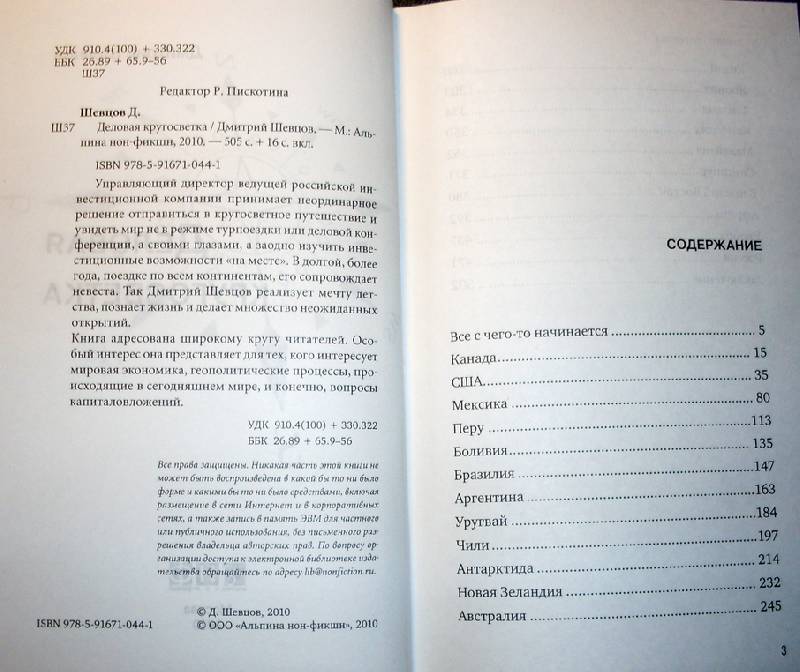 УДК 910.4(100) + 330.322
ББК 26.89 + 65.9–56
Ш37
Редактор Р. Пискотина
Шевцов Д.
Ш37 Деловая кругосветка / Дмитрий Шевцов. — М.: Аль-
пина нон-фикшн, 2010. — 505 с. + 16 с. вкл.
ISBN 978-5-91671-044-1
Управляющий директор ведущей российской ин-
вестиционной компании принимает неординарное
решение отправиться в кругосветное путешествие и
увидеть мир не в режиме турпоездки или деловой кон-
ференции, а своими глазами, а заодно изучить инве-
стиционные возможности «на месте». В долгой, более
года, поездке по всем континентам, его сопровождает
невеста. Так Дмитрий Шевцов реализует мечту дет-
ства, познает жизнь и делает множество неожиданных
открытий.
Книга адресована широкому кругу читателей. Осо-
бый интерес она представляет для тех, кого интересует
мировая экономика, геополитические процессы, про-
исходящие в сегодняшнем мире, и конечно, вопросы
капиталовложений.
УДК 910.4(100) + 330.322
ББК 26.89 + 65.9–56
Все права защищены. Никакая часть этой книги не
может быть воспроизведена в какой бы то ни было
форме и какими бы то ни было средствами, включая
размещение в сети Интернет и в корпоративных
сетях, а также запись в память ЭВМ для частного
или публичного использования, без письменного раз-
решения владельца авторских прав. По вопросу ор-
ганизации доступа к электронной библиотеке изда-
тельства обращайтесь по адресу lib@nonfiction.ru.
© Д. Шевцов, 2010
ISBN 978-5-91671-044-1 © ООО «Альпина нон-фикшн», 2010
СОДЕРЖАНИЕ
Все с чего-то начинается 5
Канада 15
США 35
Мексика 80
Перу 113
Боливия 135
Бразилия 147
Аргентина 163
Уругвай 184
Чили 197
Антарктида 214
Новая Зеландия 232
Австралия 245
3